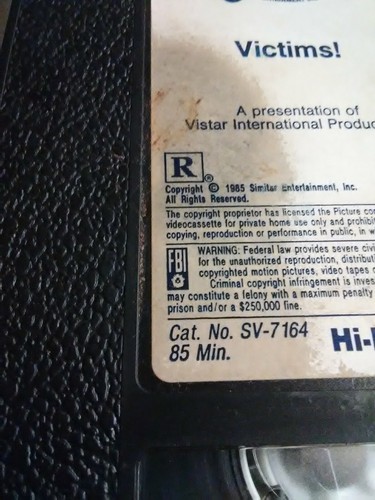 Victims!
A presentation of
Vistar International Produc
R®
Copyright © 1985 Similar Entertainment, Inc.
All Rights Reserved.
The copyright proprietor has licensed the Picture con
videocassette for private home use only and prohibit
copying, reproduction or performance in public, in w
FBI
WARNING: Federal law provides severe civi
for the unauthorized reproduction, distributi
copyrighted motion pictures, video tapes o
Criminal copyright infringement is inves
may constitute a felony with a maximum penalty
prison and/or a $250,000 fine.
Cat. No. SV-7164
85 Min.
Hi-